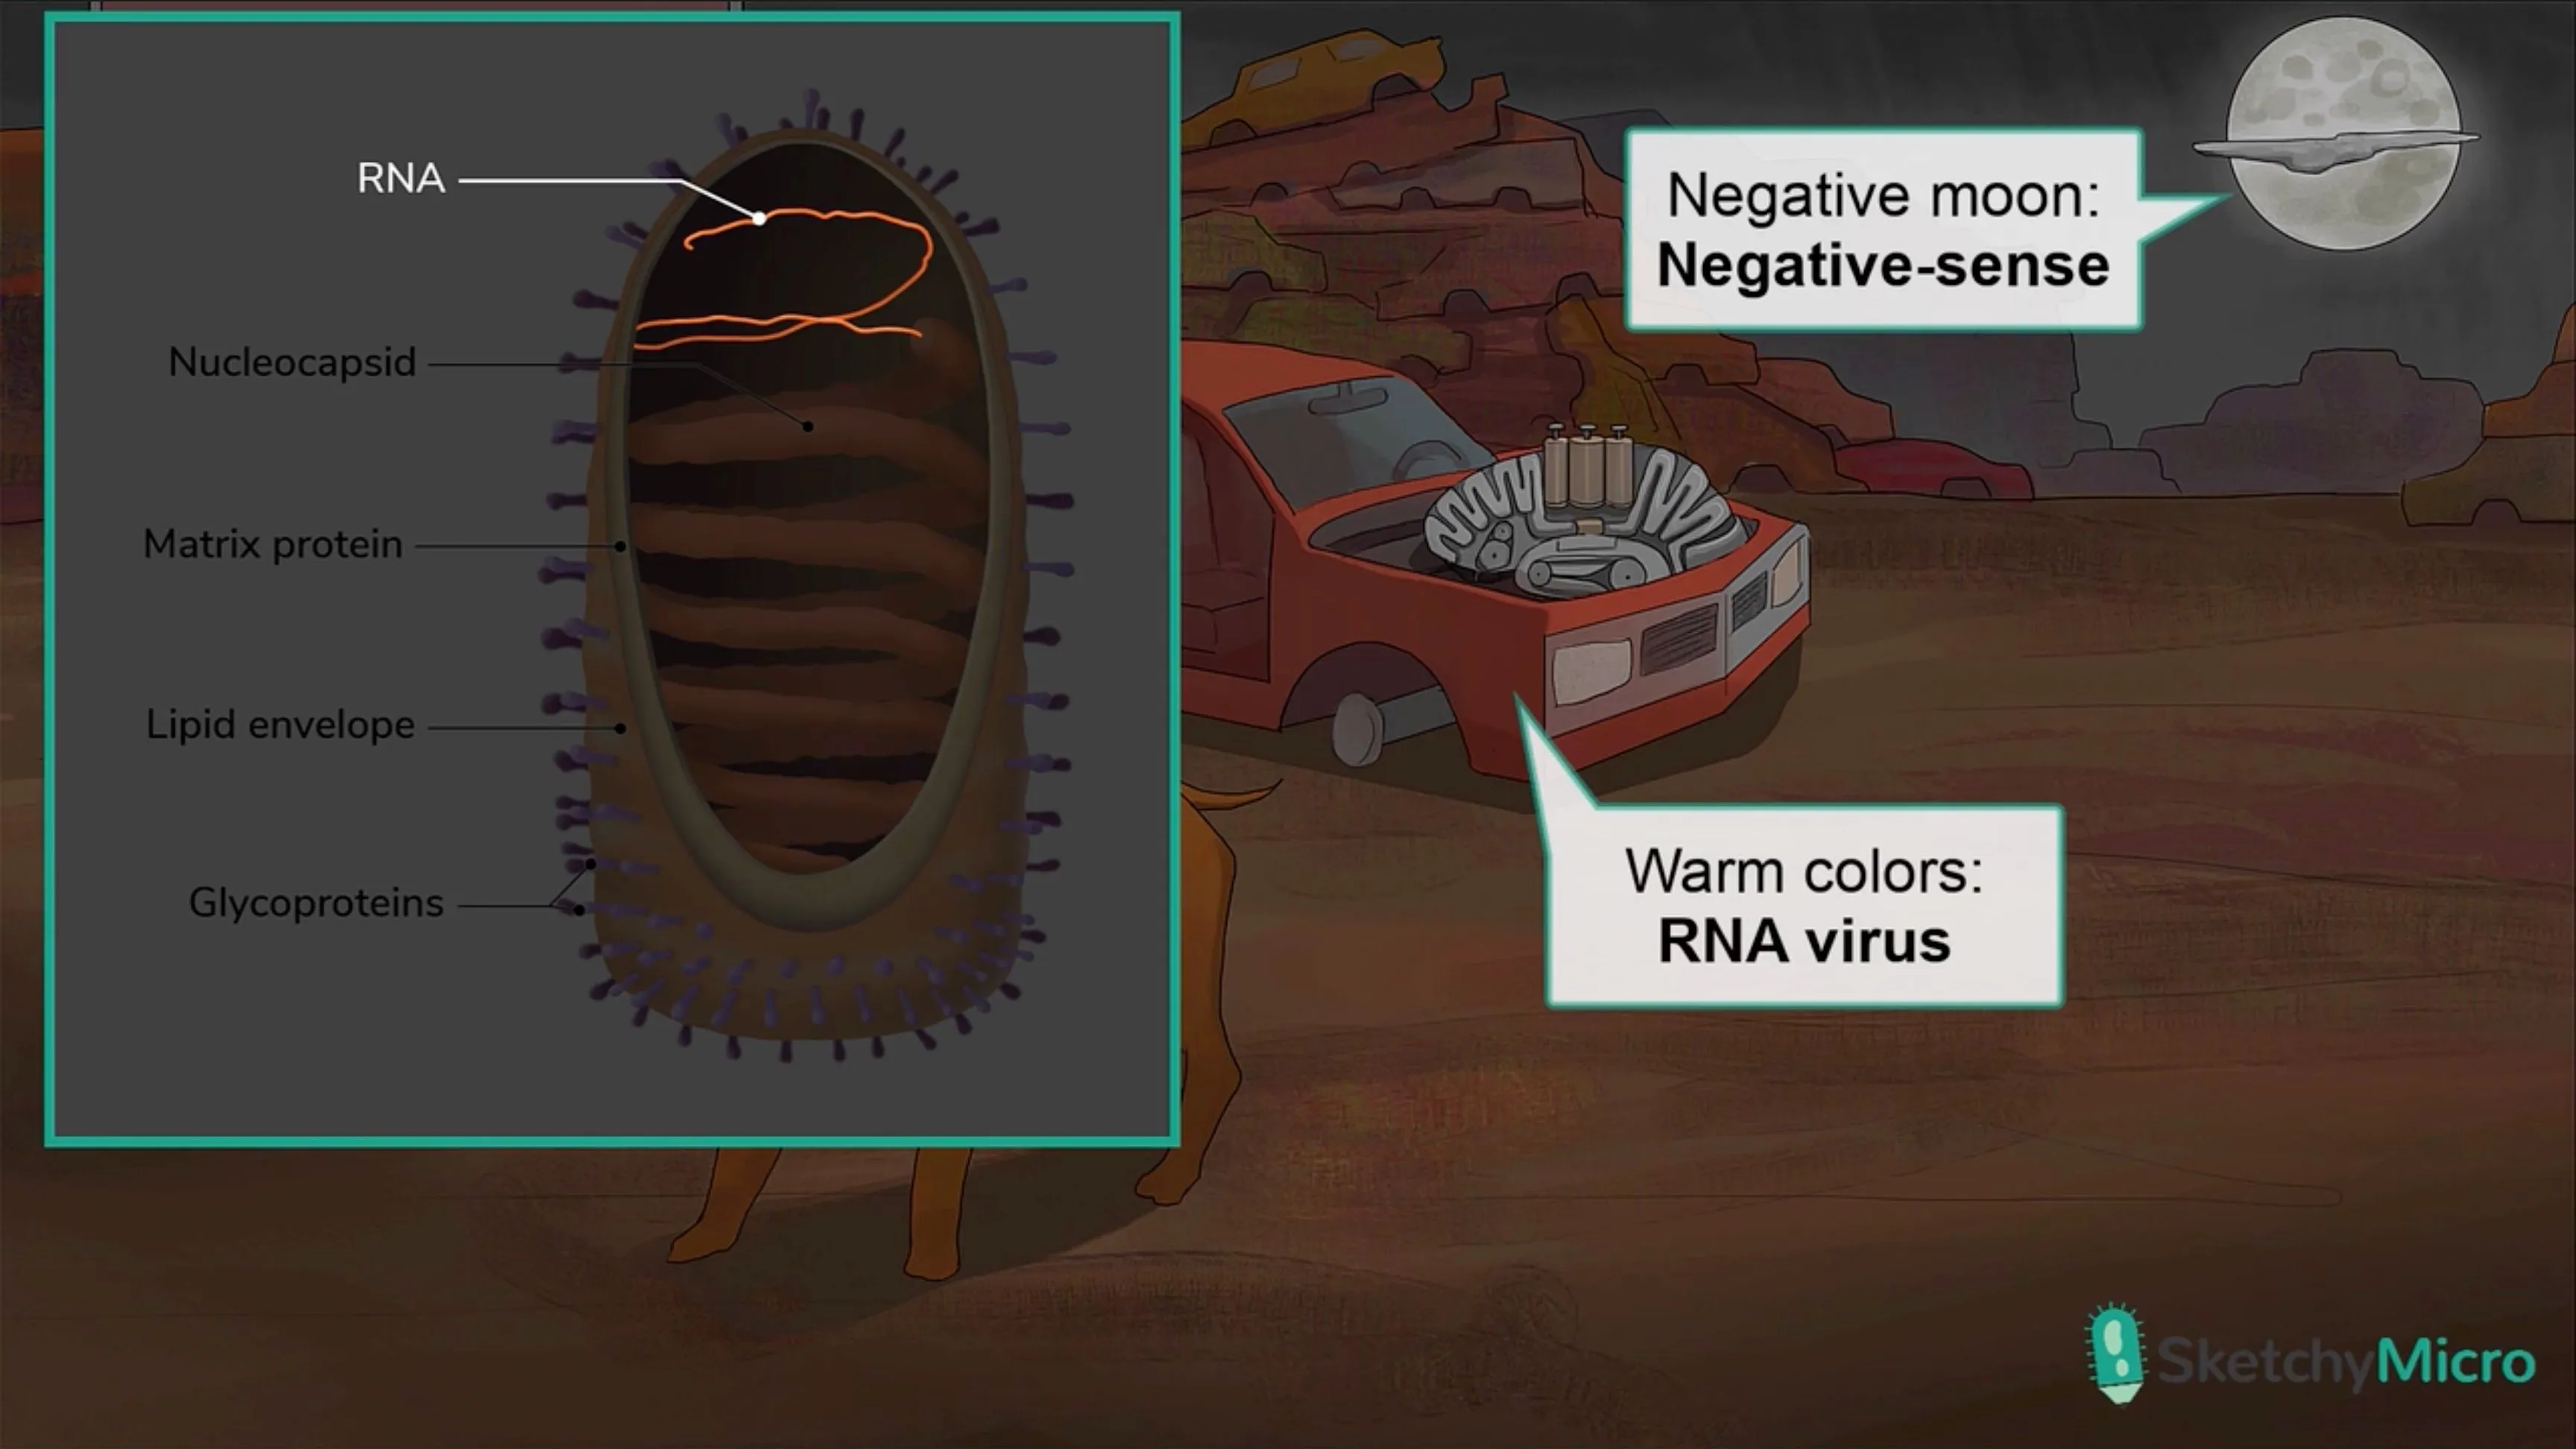 RNA
Nucleocapsid
Matrix protein
Lipid envelope
Glycoproteins
Negative moon:
Negative-sense
Warm colors:
RNA virus
SketchyMicro